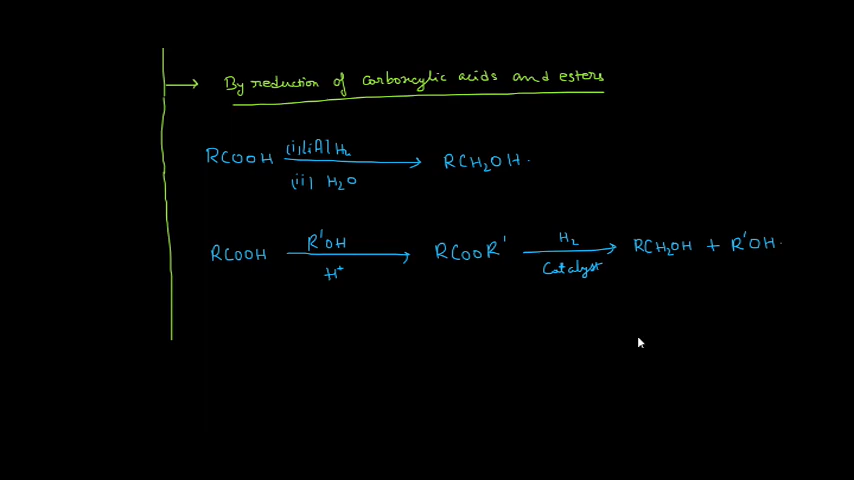 → By reduction of carboxylic acids and esters
RCOOH (i) LiAlH₄ (ii) H₂O → RCH₂OH.
RCOOH R'OH H⁺ → RCOOR' H₂ Catalyst → RCH₂OH + R'OH.